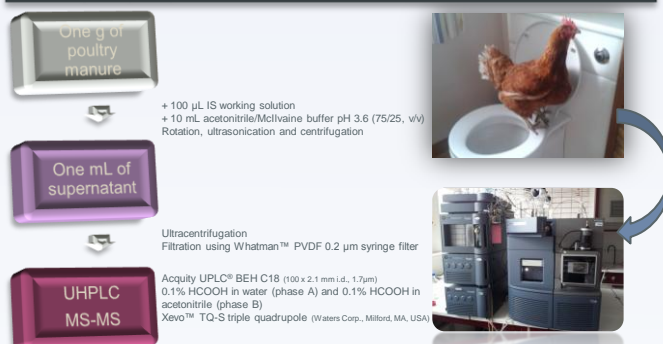 One g of
poultry
manure
+ 100 µL IS working solution
+ 10 mL acetonitrile/McIlvaine buffer pH 3.6 (75/25, v/v)
Rotation, ultrasonication and centrifugation
One mL of
supernatant
Ultracentrifugation
Filtration using Whatman™ PVDF 0.2 µm syringe filter
UHPLC
MS-MS
Acquity UPLC® BEH C18 (100 x 2.1 mm i.d., 1.7µm)
0.1% HCOOH in water (phase A) and 0.1% HCOOH in
acetonitrile (phase B)
Xevo™ TQ-S triple quadrupole (Waters Corp., Milford, MA, USA)